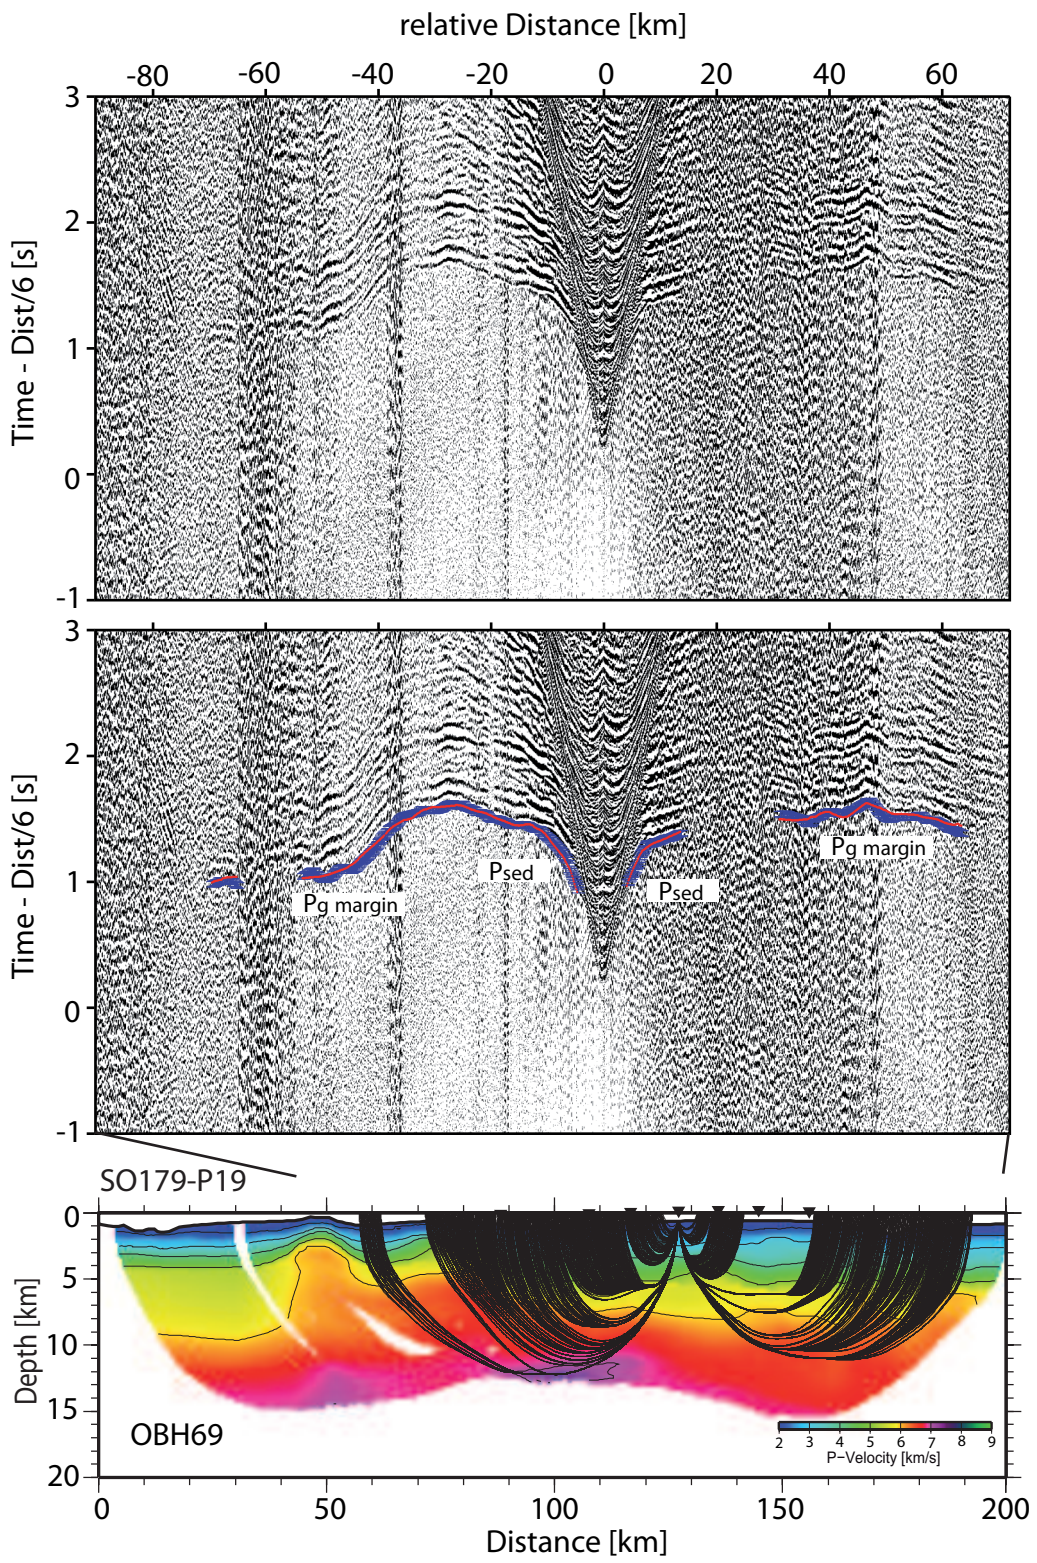 relative Distance [km]
-80 -60 -40 -20 0 20 40 60
3
2
1
0
-1
Time - Dist/6 [s]
3
2
1
0
-1
Time - Dist/6 [s]
Pg margin
Psed
Psed
Pg margin
SO179-P19
0
5
10
15
20
Depth [km]
OBH69
2 3 4 5 6 7 8 9
P-Velocity [km/s]
0 50 100 150 200
Distance [km]